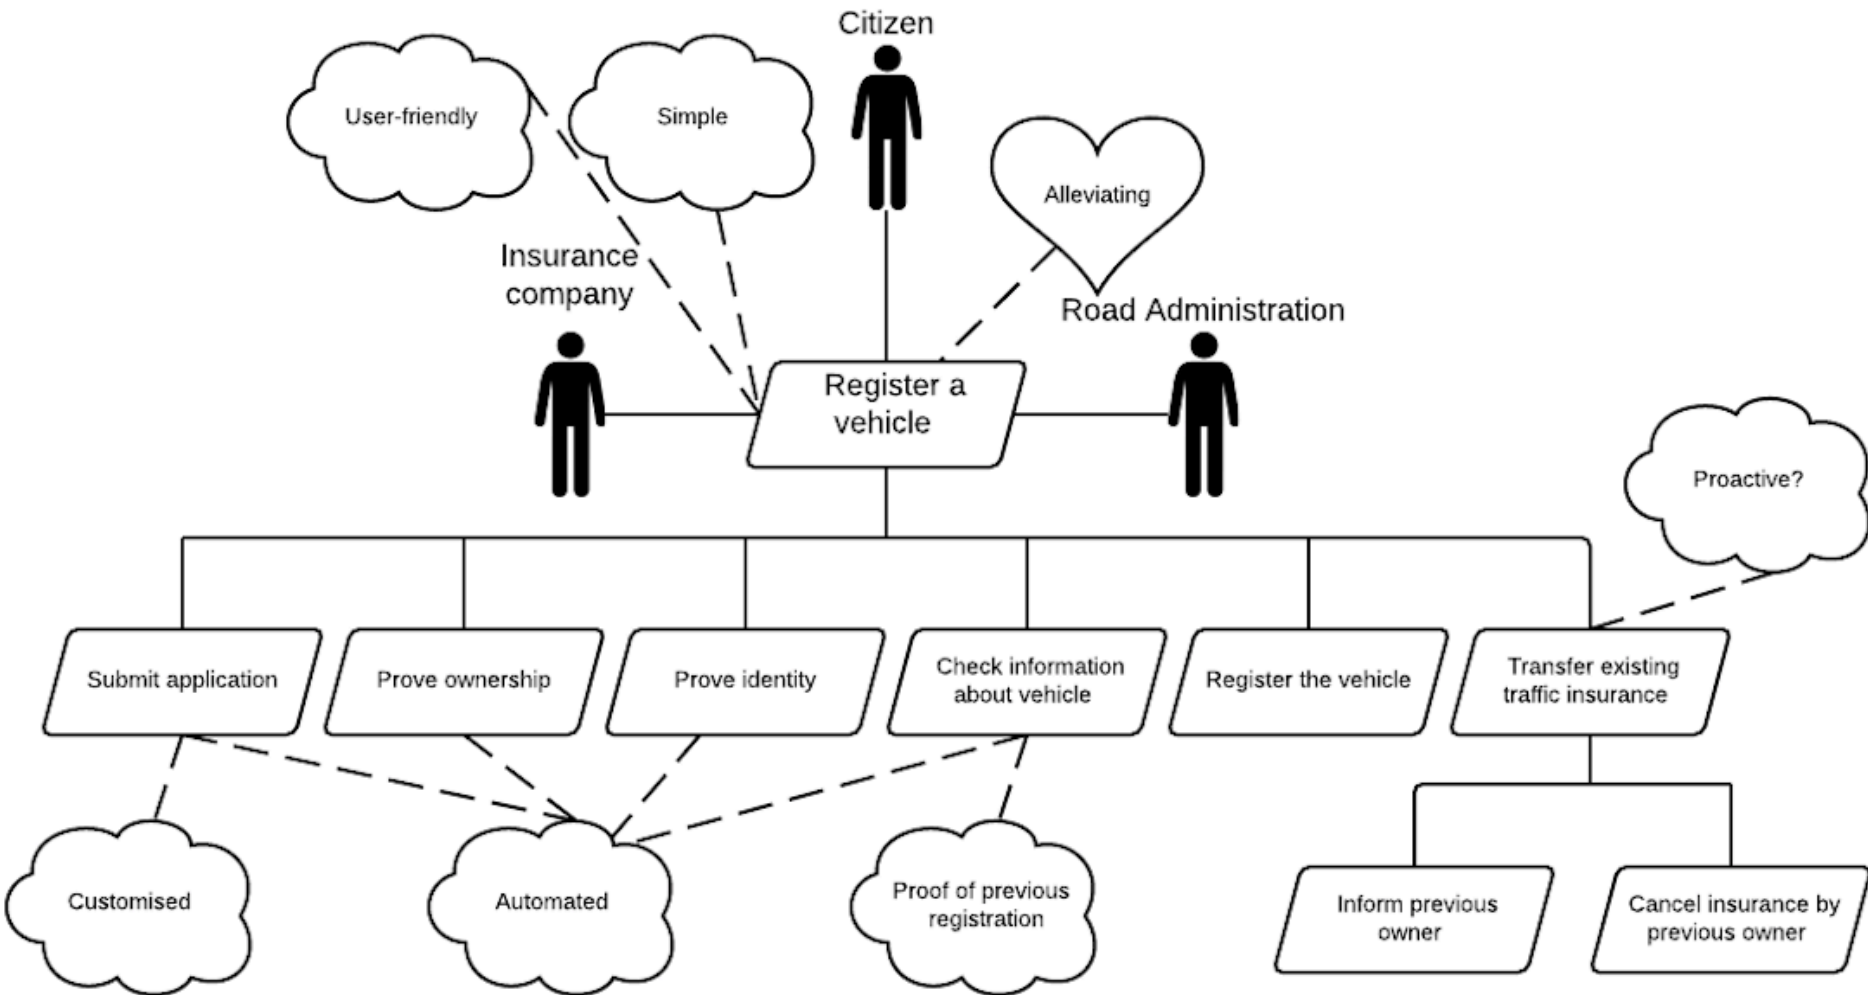 Citizen
User-friendly
Simple
Alleviating
Insurance
company
Road Administration
Register a
vehicle
Proactive?
Submit application
Prove ownership
Prove identity
Check information
about vehicle
Register the vehicle
Transfer existing
traffic insurance
Customised
Automated
Proof of previous
registration
Inform previous
owner
Cancel insurance by
previous owner